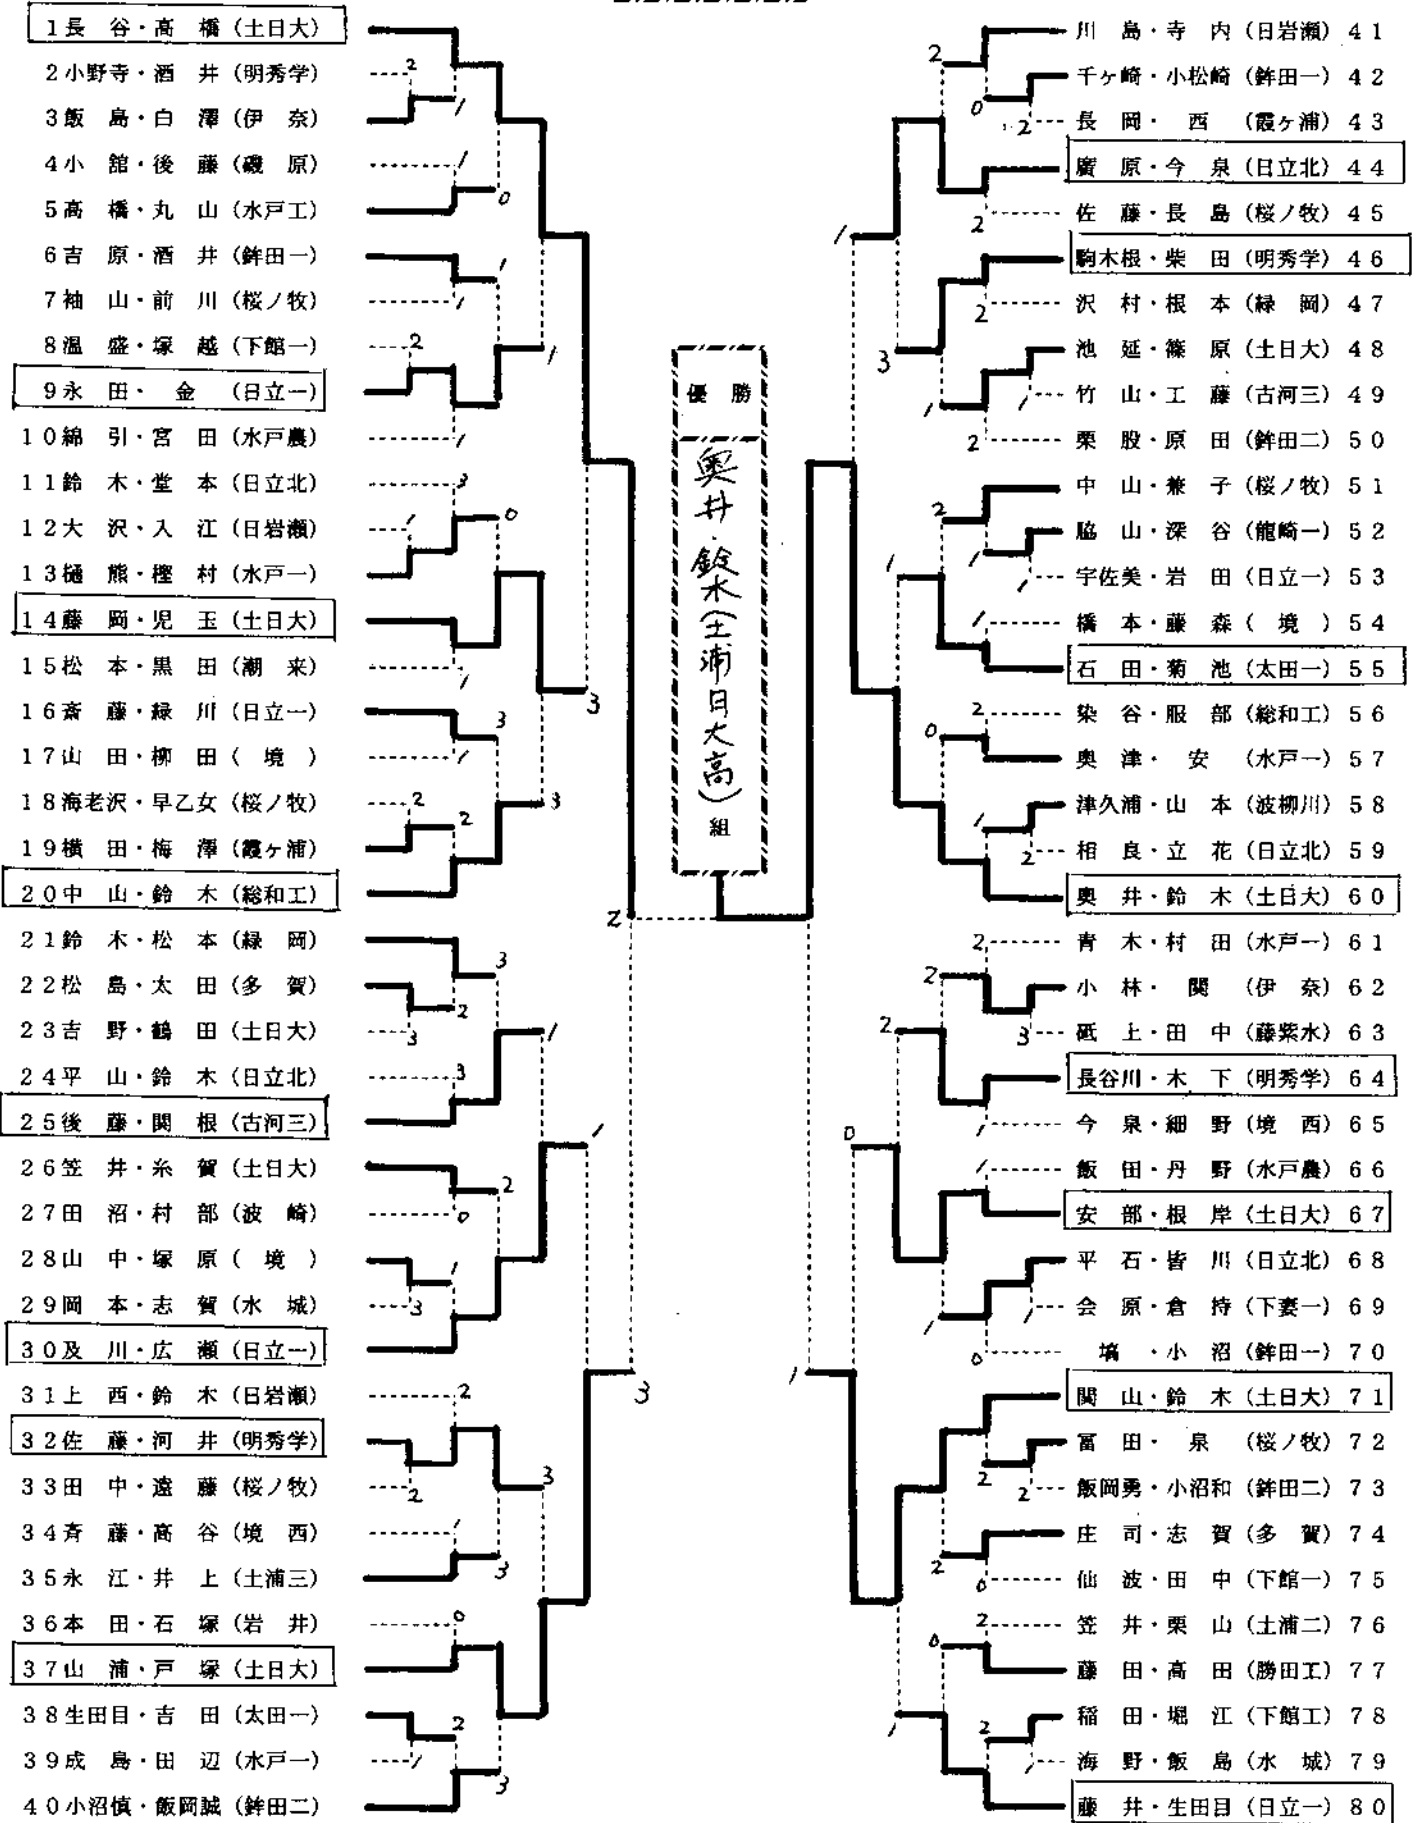 1長　谷・高　橋（土日大）
2小野寺・酒　井（明秀学）
3飯　島・白　澤（伊　奈）
4小　舘・後　藤（磯　原）
5高　橋・丸　山（水戸工）
6吉　原・酒　井（鉾田一）
7袖　山・前　川（桜ノ牧）
8温　盛・塚　越（下館一）
9永　田・　金　（日立一）
10綿　引・宮　田（水戸農）
11鈴　木・堂　本（日立北）
12大　沢・入　江（日岩瀬）
13樋　熊・樫　村（水戸一）
14藤　岡・児　玉（土日大）
15松　本・黒　田（潮　来）
16斎　藤・緑　川（日立一）
17山　田・柳　田（　境　）
18海老沢・早乙女（桜ノ牧）
19横　田・梅　澤（霞ヶ浦）
20中　山・鈴　木（総和工）
21鈴　木・松　本（緑　岡）
22松　島・太　田（多　賀）
23吉　野・鶴　田（土日大）
24平　山・鈴　木（日立北）
25後　藤・関　根（古河三）
26笠　井・糸　賀（土日大）
27田　沼・村　部（波　崎）
28山　中・塚　原（　境　）
29岡　本・志　賀（水　城）
30及　川・広　瀬（日立一）
31上　西・鈴　木（日岩瀬）
32佐　藤・河　井（明秀学）
33田　中・遠　藤（桜ノ牧）
34斉　藤・高　谷（境　西）
35永　江・井　上（土浦三）
36本　田・石　塚（岩　井）
37山　浦・戸　塚（土日大）
38生田目・吉　田（太田一）
39成　島・田　辺（水戸一）
40小沼慎・飯岡誠（鉾田二）
優　勝
奥井・鈴木（土浦日大高）
組
川　島・寺　内（日岩瀬）41
千ヶ崎・小松崎（鉾田一）42
長　岡・　西　（霞ヶ浦）43
廣　原・今　泉（日立北）44
佐　藤・長　島（桜ノ牧）45
駒木根・柴　田（明秀学）46
沢　村・根　本（緑　岡）47
池　延・篠　原（土日大）48
竹　山・工　藤（古河三）49
栗　股・原　田（鉾田二）50
中　山・兼　子（桜ノ牧）51
脇　山・深　谷（龍崎一）52
宇佐美・岩　田（日立一）53
橋　本・藤　森（　境　）54
石　田・菊　池（太田一）55
染　谷・服　部（総和工）56
奥　津・　安　（水戸一）57
津久浦・山　本（波柳川）58
相　良・立　花（日立北）59
奥　井・鈴　木（土日大）60
青　木・村　田（水戸一）61
小　林・　関　（伊　奈）62
砥　上・田　中（藤紫水）63
長谷川・木　下（明秀学）64
今　泉・細　野（境　西）65
飯　田・丹　野（水戸農）66
安　部・根　岸（土日大）67
平　石・皆　川（日立北）68
会　原・倉　持（下妻一）69
塙　・小　沼（鉾田一）70
関　山・鈴　木（土日大）71
冨　田・　泉　（桜ノ牧）72
飯岡勇・小沼和（鉾田二）73
庄　司・志　賀（多　賀）74
仙　波・田　中（下館一）75
笠　井・栗　山（土浦二）76
藤　田・高　田（勝田工）77
稲　田・堀　江（下館工）78
海　野・飯　島（水　城）79
藤　井・生田目（日立一）80